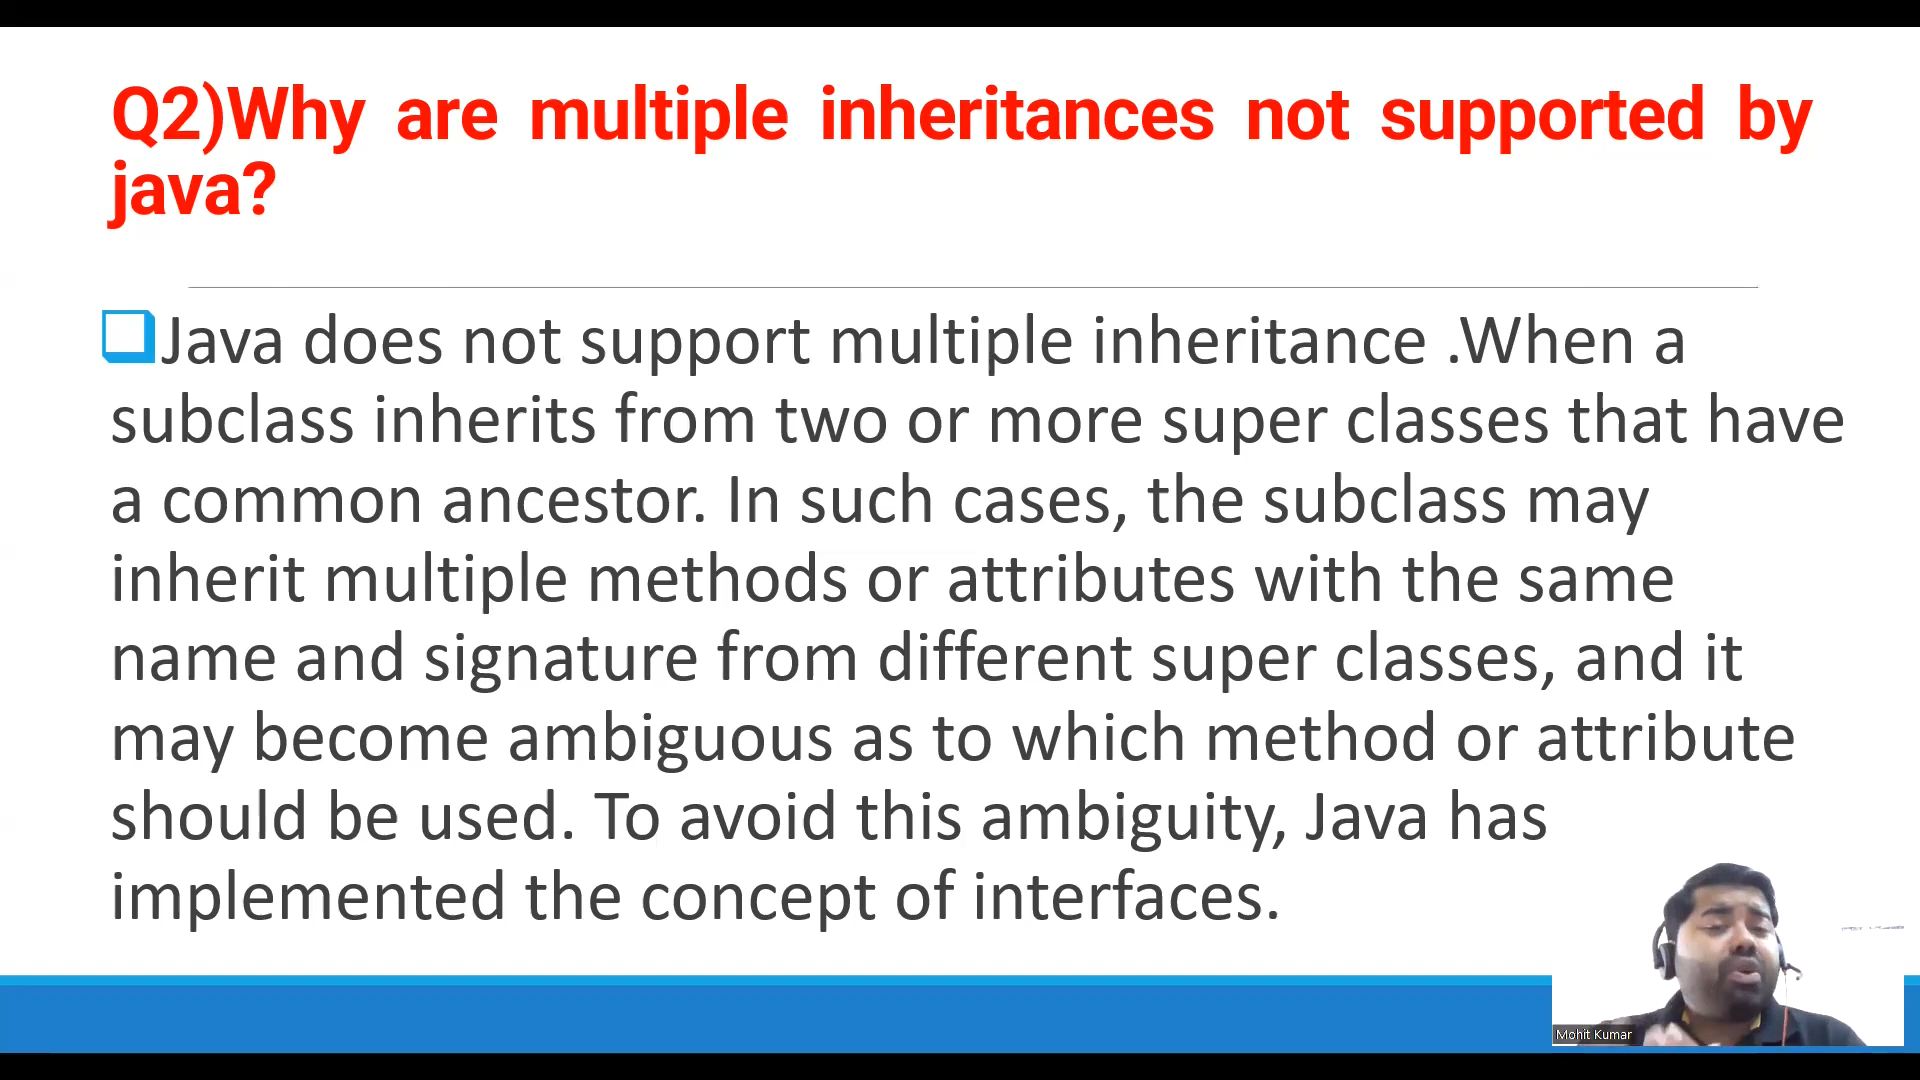 Q2)Why are multiple inheritances not supported by
java?
Java does not support multiple inheritance .When a
subclass inherits from two or more super classes that have
a common ancestor. In such cases, the subclass may
inherit multiple methods or attributes with the same
name and signature from different super classes, and it
may become ambiguous as to which method or attribute
should be used. To avoid this ambiguity, Java has
implemented the concept of interfaces.
Mohit Kumar